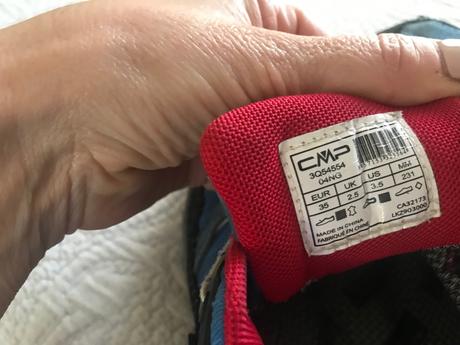 CMP
3Q54554
04NG
EUR UK US MM
35 2.5 3.5 231
CA32173
LKZ903000
MADE IN CHINA
FABRIQUÉ EN CHINE